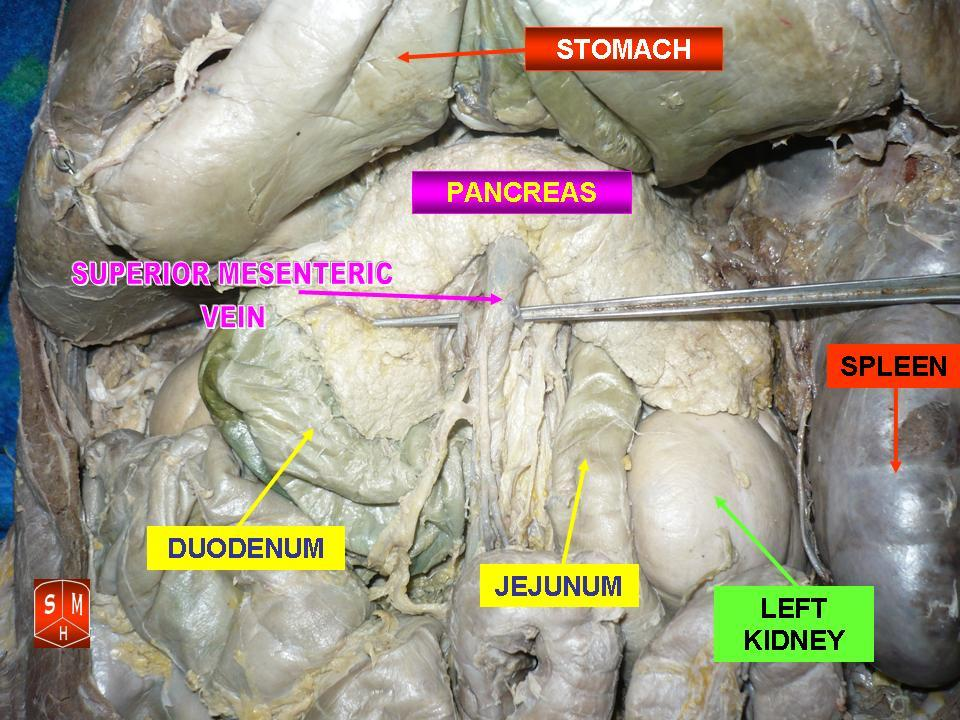 STOMACH
PANCREAS
SUPERIOR MESENTERIC
VEIN
SPLEEN
DUODENUM
JEJUNUM
LEFT
KIDNEY
S M
H